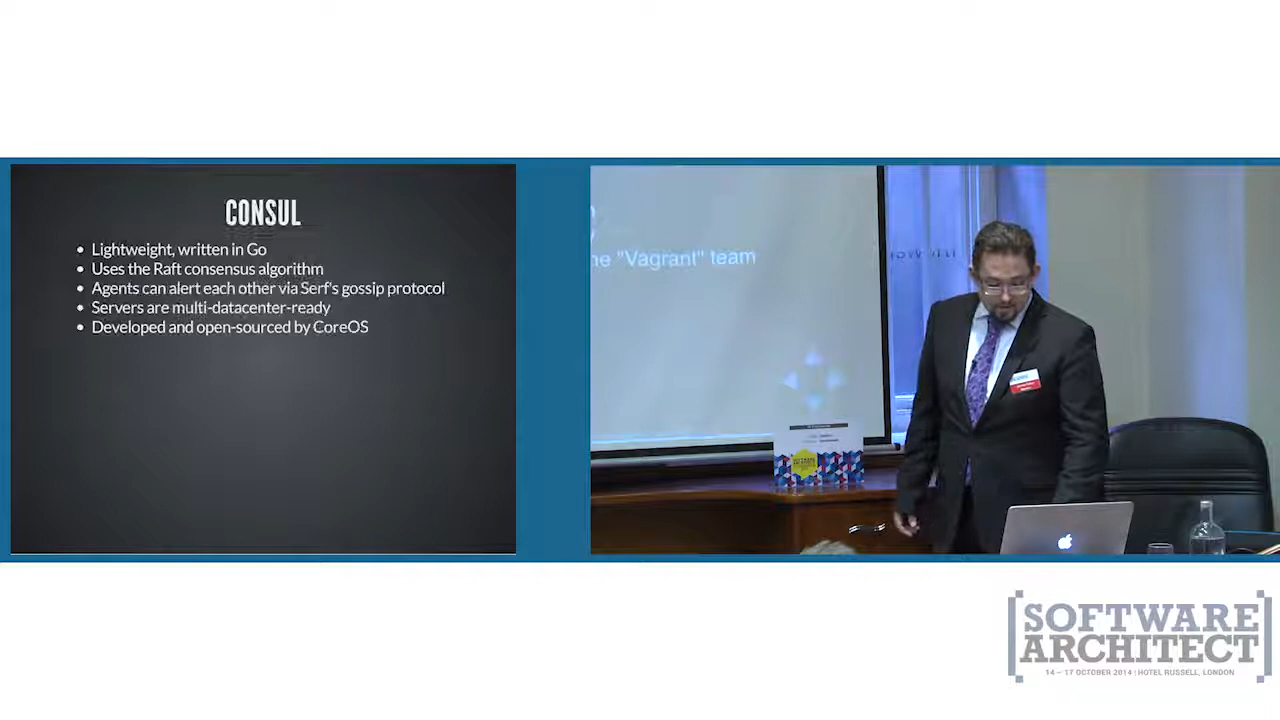 CONSUL
Lightweight, written in Go
Uses the Raft consensus algorithm
Agents can alert each other via Serf's gossip protocol
Servers are multi-datacenter-ready
Developed and open-sourced by CoreOS
"Vagrant" team
SOFTWARE
ARCHITECT
14 – 17 OCTOBER 2014 | HOTEL RUSSELL, LONDON